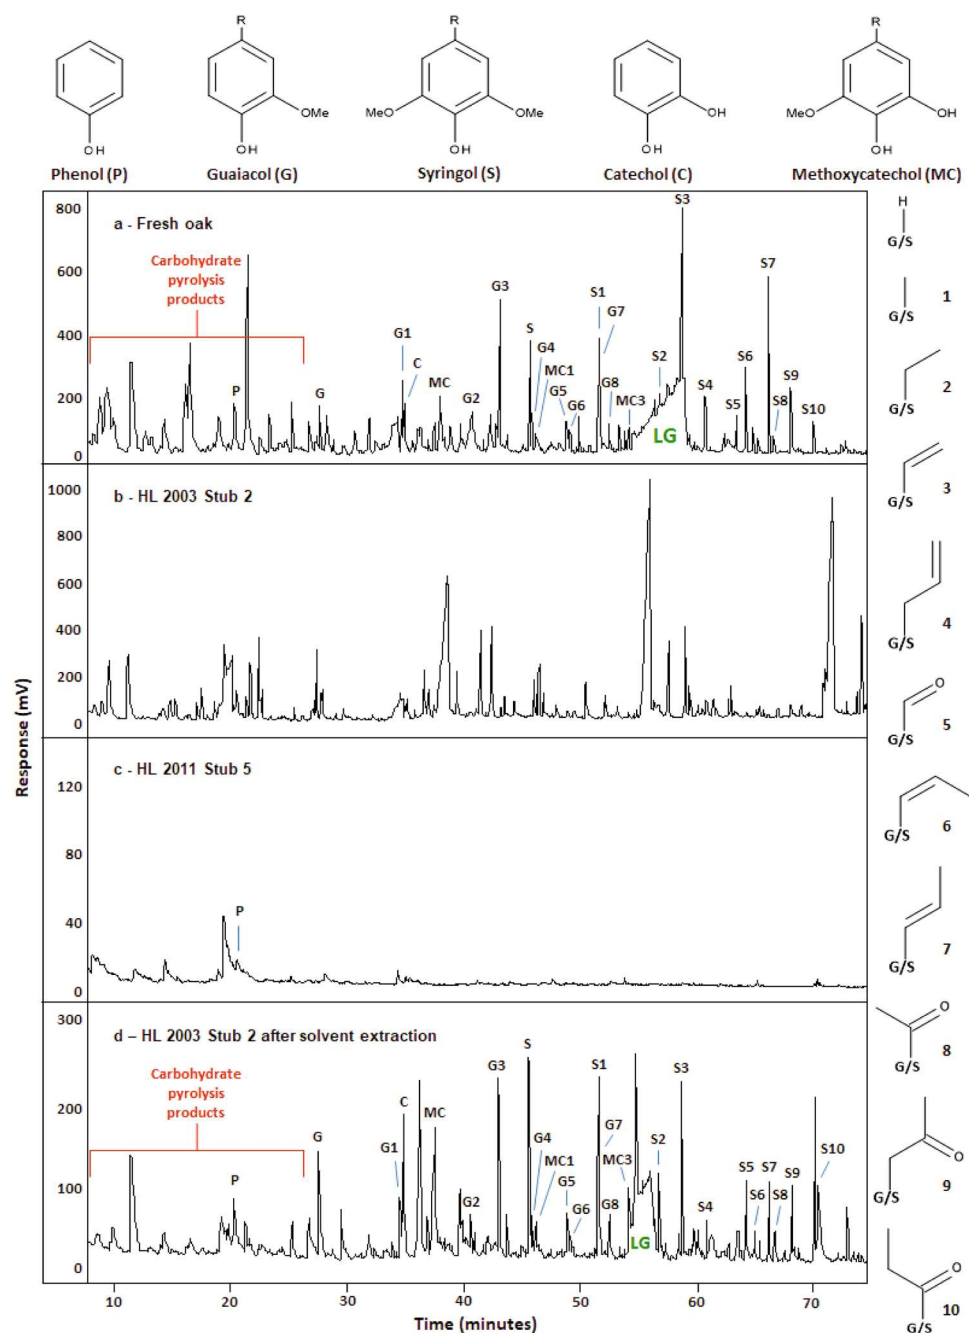 R
R
R
OMe
MeO
OMe
OH
MeO
OH
OH
OH
OH
OH
OH
Phenol (P)
Guaiacol (G)
Syringol (S)
Catechol (C)
Methoxycatechol (MC)
800
600
400
200
0
a - Fresh oak
Carbohydrate
pyrolysis
products
P
G
G1
C
MC
G2
G3
S
G4
MC1
G5
G6
S1
G7
G8
MC3
S2
LG
S3
S4
S5
S6
S7
S8
S9
S10
1000
800
600
400
200
0
b - HL 2003 Stub 2
Response (mV)
120
80
40
0
c - HL 2011 Stub 5
P
300
200
100
0
d – HL 2003 Stub 2 after solvent extraction
Carbohydrate
pyrolysis
products
P
G
G1
C
MC
G2
G3
S
G4
MC1
G5
G6
S1
G7
G8
MC3
LG
S2
S3
S4
S5
S6
S7
S8
S9
S10
10
20
30
40
50
60
70
Time (minutes)
H
G/S
1
G/S
2
G/S
3
G/S
4
G/S
O
5
G/S
6
G/S
7
G/S
O
8
G/S
O
9
G/S
O
10
G/S